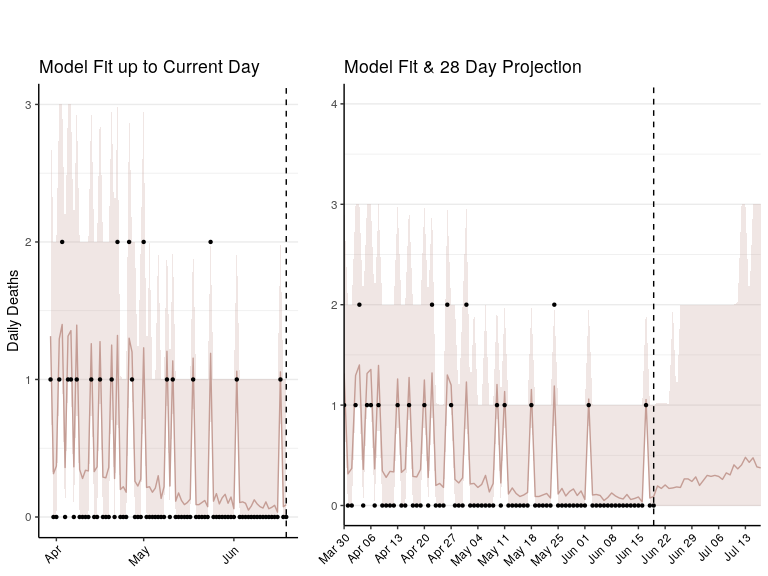 Model Fit up to Current Day
Model Fit & 28 Day Projection
Daily Deaths
3
2
1
0
Apr
May
Jun
4
3
2
1
0
Mar 30
Apr 06
Apr 13
Apr 20
Apr 27
May 04
May 11
May 18
May 25
Jun 01
Jun 08
Jun 15
Jun 22
Jun 29
Jul 06
Jul 13